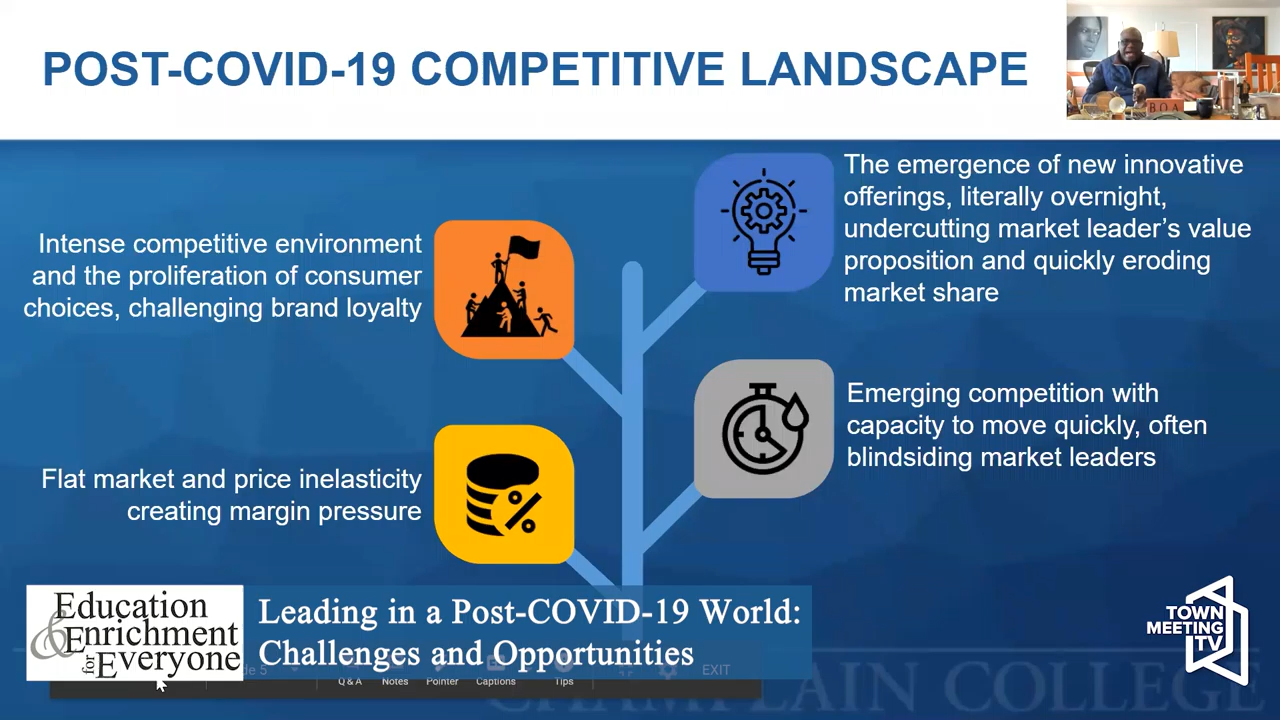 POST-COVID-19 COMPETITIVE LANDSCAPE
B.O.A
Intense competitive environment
and the proliferation of consumer
choices, challenging brand loyalty
The emergence of new innovative
offerings, literally overnight,
undercutting market leader's value
proposition and quickly eroding
market share
Flat market and price inelasticity
creating margin pressure
%
Emerging competition with
capacity to move quickly, often
blindsiding market leaders
Education
& Enrichment
for Everyone
Leading in a Post-COVID-19 World:
Challenges and Opportunities
TOWN
MEETING
TV
5
EXIT
Q & A Notes Pointer Captions Tips
CHAMPLAIN COLLEGE